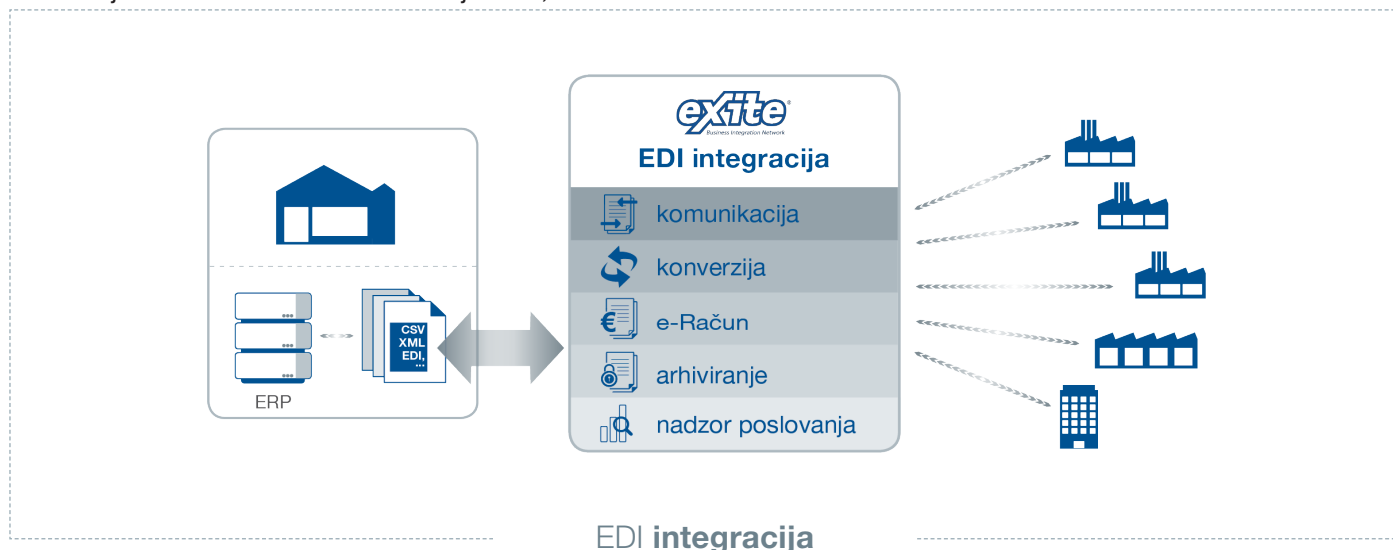 exite®
Business Integration Network
EDI integracija
komunikacija
konverzija
e-Račun
arhiviranje
nadzor poslovanja
CSV
XML
EDI,
...
ERP
EDI integracija